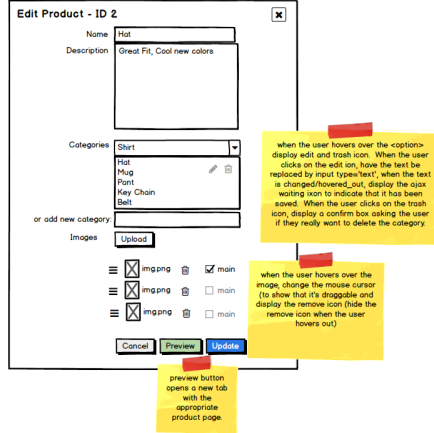 Edit Product - ID 2
Name Hat
Description Great Fit, Cool new colors
Categories Shirt
Hat
Mug
Pant
Key Chain
Belt
or add new category:
Images Upload
img.png main
img.png main
img.png main
Cancel Preview Update
when the user hovers over the <option>
display edit and trash icon. When the user
clicks on the edit ion, have the text be
replaced by input type='text', when the text
is changed/hovered_out, display the ajax
waiting ixon to indicate that it has been
saved. When the user clicks on the trash
icon, display a confirm box asking the user
if they really want to delete the category.
when the user hovers over the
image, change the mouse cursor
(to show that it's draggable and
display the remove icon (hide the
remove icon when the user
hovers out)
preview button
opens a new tab
with the
appropriate
product page.